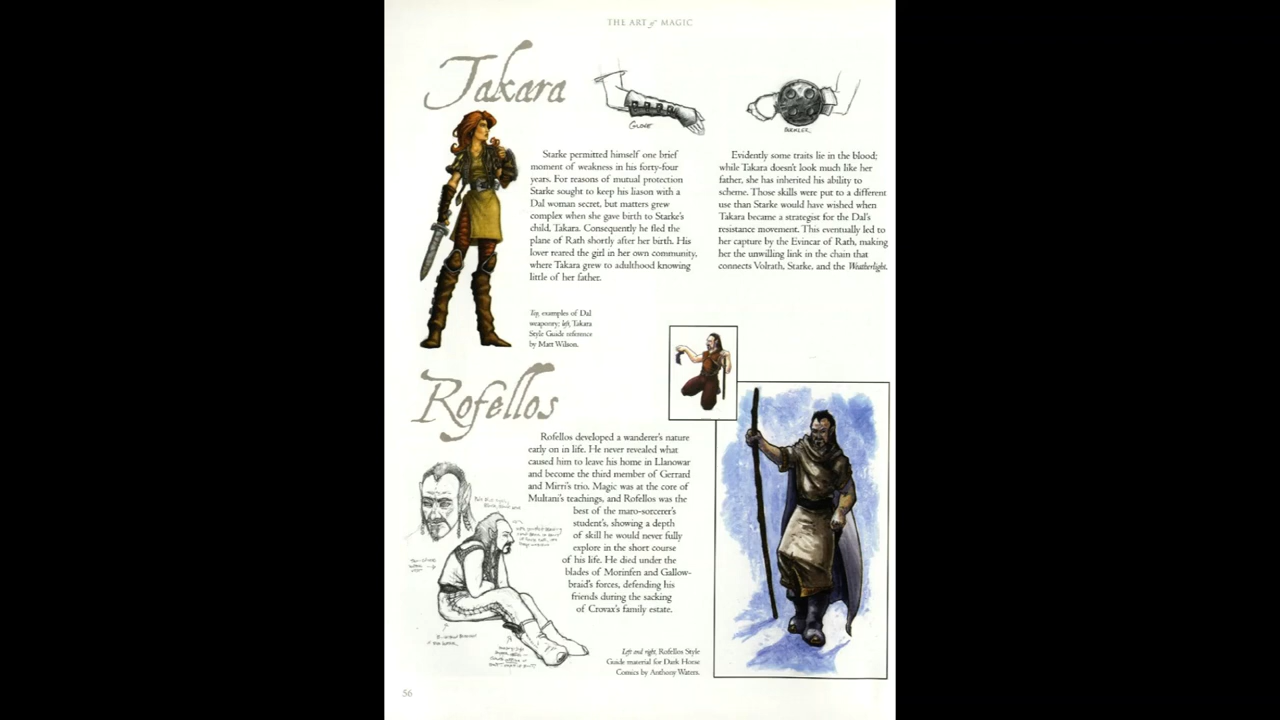 THE ART of MAGIC
Takara
GLOVE
BUCKLER
Starke permitted himself one brief
moment of weakness in his forty-four
years. For reasons of mutual protection
Starke sought to keep his liason with a
Dal woman secret, but matters grew
complex when she gave birth to Starke's
child, Takara. Consequently he fled the
plane of Rath shortly after her birth. His
lover reared the girl in her own community,
where Takara grew to adulthood knowing
little of her father.
Evidently some traits lie in the blood;
while Takara doesn't look much like her
father, she has inherited his ability to
scheme. Those skills were put to a different
use than Starke would have wished when
Takara became a strategist for the Dal's
resistance movement. This eventually led to
her capture by the Evincar of Rath, making
her the unwilling link in the chain that
connects Volrath, Starke, and the Weatherlight.
Top, examples of Dal
weaponry; left, Takara
Style Guide reference
by Matt Wilson.
Rofellos
Rofellos developed a wanderer's nature
early on in life. He never revealed what
caused him to leave his home in Llanowar
and become the third member of Gerrard
and Mirri's trio. Magic was at the core of
Multani's teachings, and Rofellos was the
best of the maro-sorcerer's
student's, showing a depth
of skill he would never fully
explore in the short course
of his life. He died under the
blades of Morinfen and Gallow-
braid's forces, defending his
friends during the sacking
of Crovax's family estate.
Left and right, Rofellos Style
Guide material for Dark Horse
Comics by Anthony Waters.
56